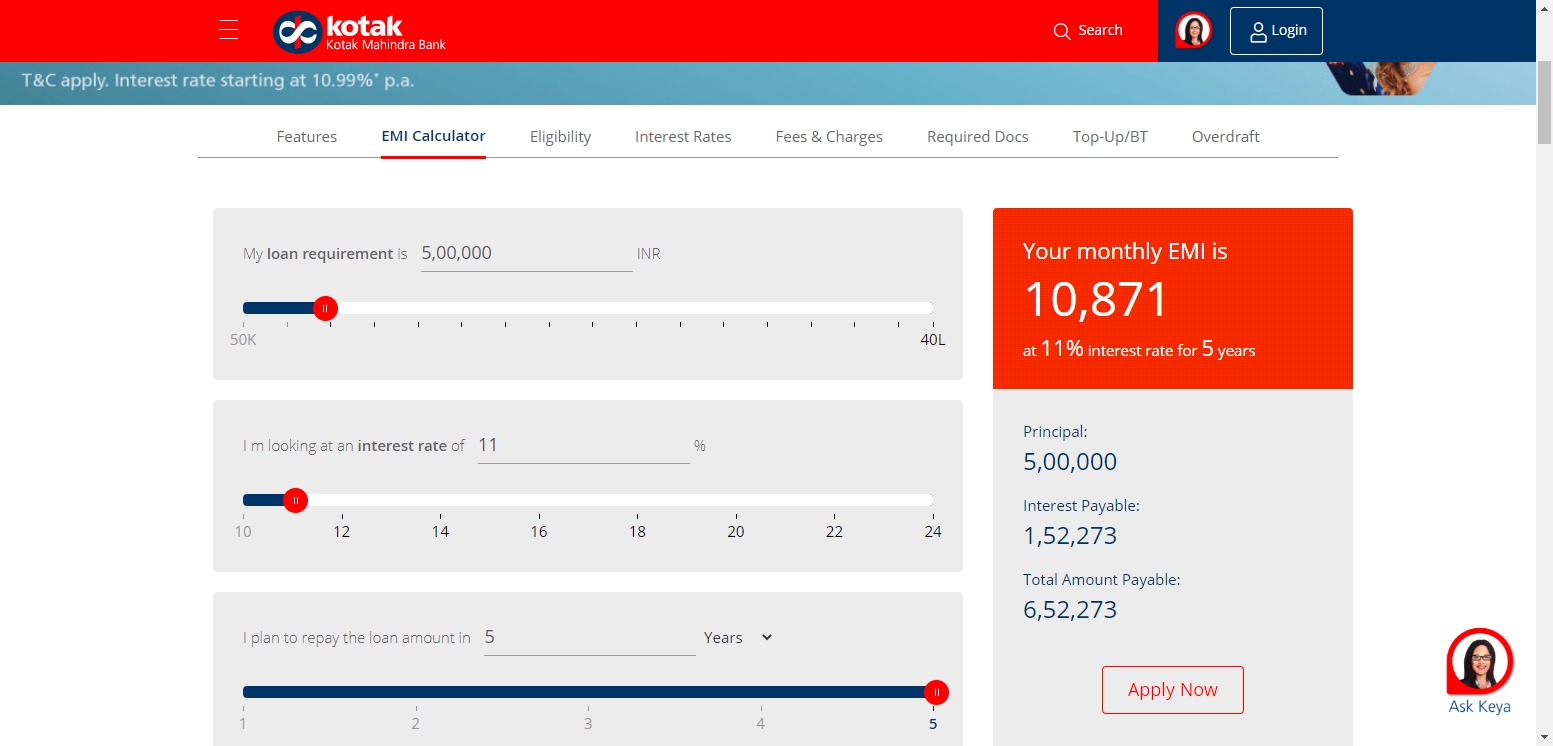 kotak
Kotak Mahindra Bank
Search
Login
T&C apply. Interest rate starting at 10.99%* p.a.
Features EMI Calculator Eligibility Interest Rates Fees & Charges Required Docs Top-Up/BT Overdraft
My loan requirement is 5,00,000 INR
50K 40L
I m looking at an interest rate of 11 %
10 12 14 16 18 20 22 24
I plan to repay the loan amount in 5 Years
1 2 3 4 5
Your monthly EMI is
10,871
at 11% interest rate for 5 years
Principal:
5,00,000
Interest Payable:
1,52,273
Total Amount Payable:
6,52,273
Apply Now
Ask Keya